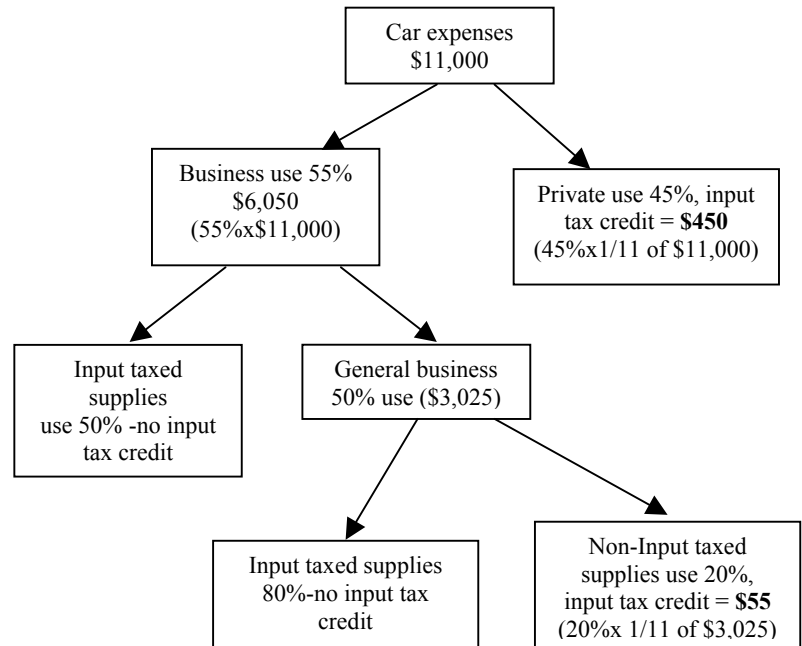 Car expenses
$11,000
Business use 55%
$6,050
(55%x$11,000)
Private use 45%, input
tax credit = $450
(45%x1/11 of $11,000)
Input taxed
supplies
use 50% -no input
tax credit
General business
50% use ($3,025)
Input taxed supplies
80%-no input tax
credit
Non-Input taxed
supplies use 20%,
input tax credit = $55
(20%x 1/11 of $3,025)